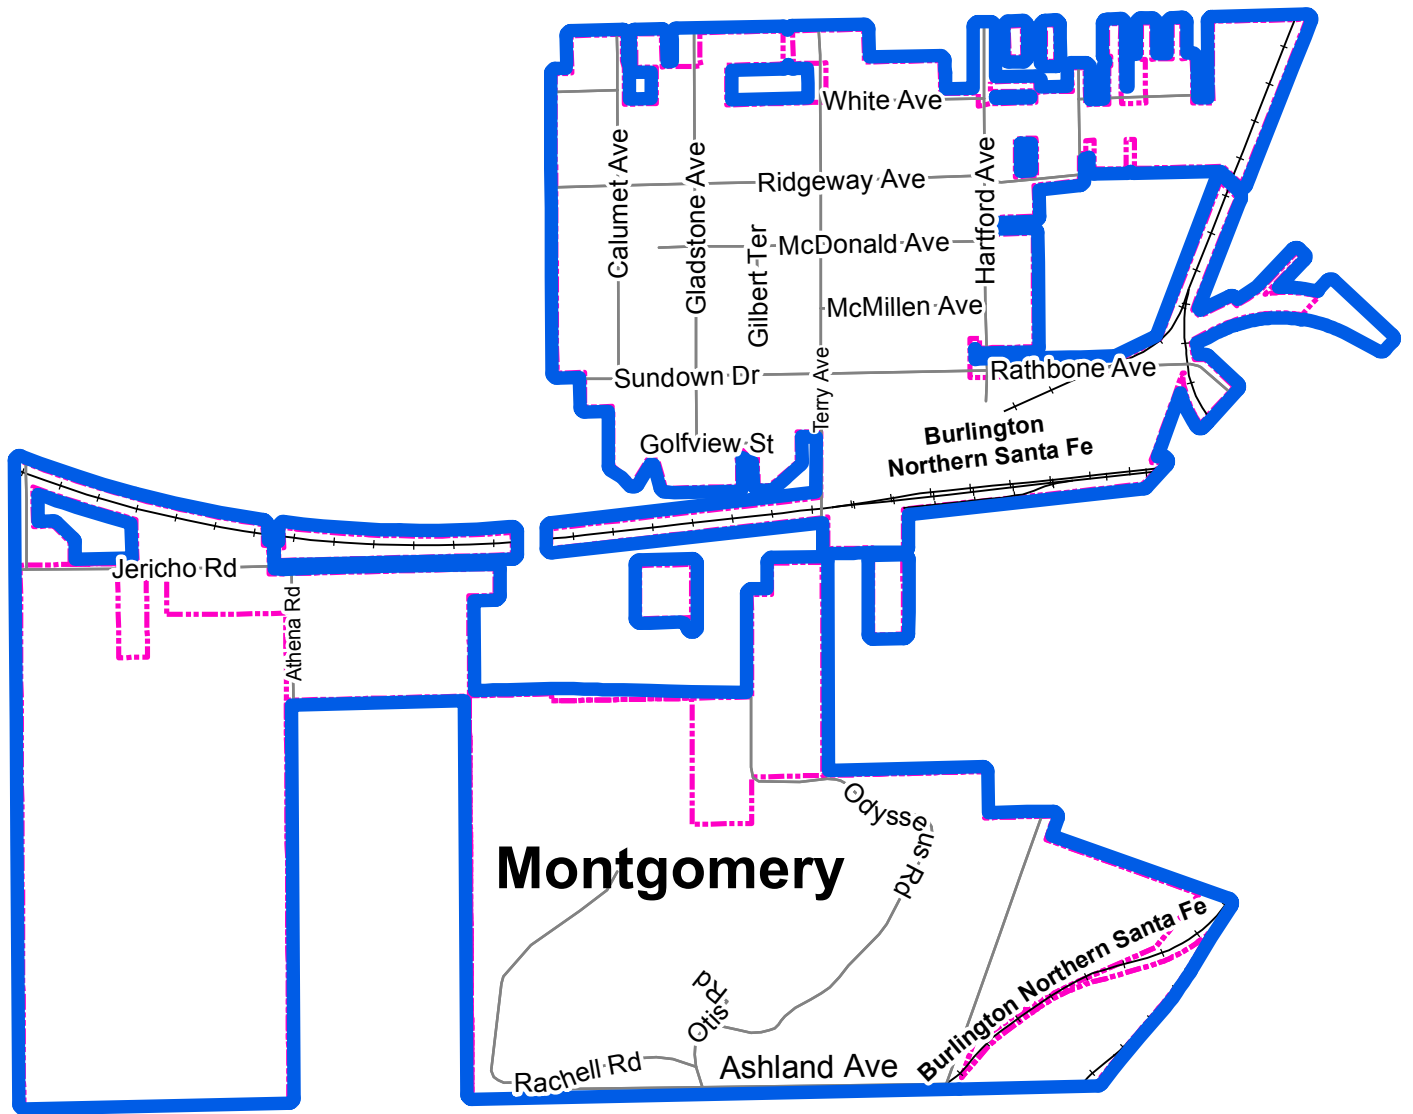 White Ave
Calumet Ave
Gladstone Ave
Hartford Ave
Ridgeway Ave
Gilbert Ter
McDonald Ave
McMillen Ave
Sundown Dr
Terry Ave
Rathbone Ave
Golfview St
Burlington
Northern Santa Fe
Jericho Rd
Athena Rd
Odysseus Rd
Montgomery
Burlington Northern Santa Fe
Otis Rd
Rachell Rd
Ashland Ave